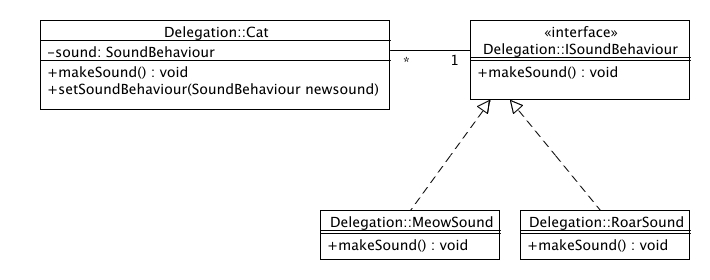 Delegation::Cat
-sound: SoundBehaviour
+makeSound() : void
+setSoundBehaviour(SoundBehaviour newsound)
*
1
«interface»
Delegation::ISoundBehaviour
+makeSound() : void
Delegation::MeowSound
+makeSound() : void
Delegation::RoarSound
+makeSound() : void